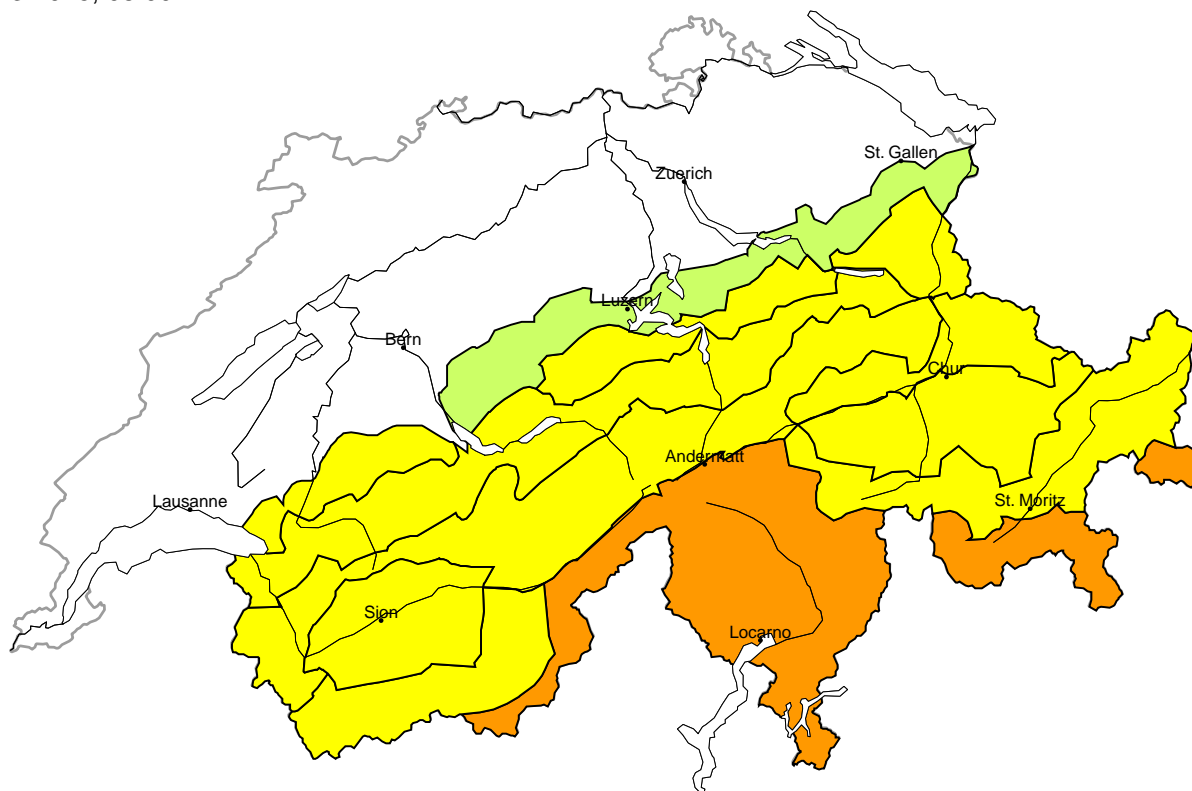 St. Gallen
Zuerich
Luzern
Bern
Chur
Andermatt
Lausanne
St. Moritz
Sion
Locarno